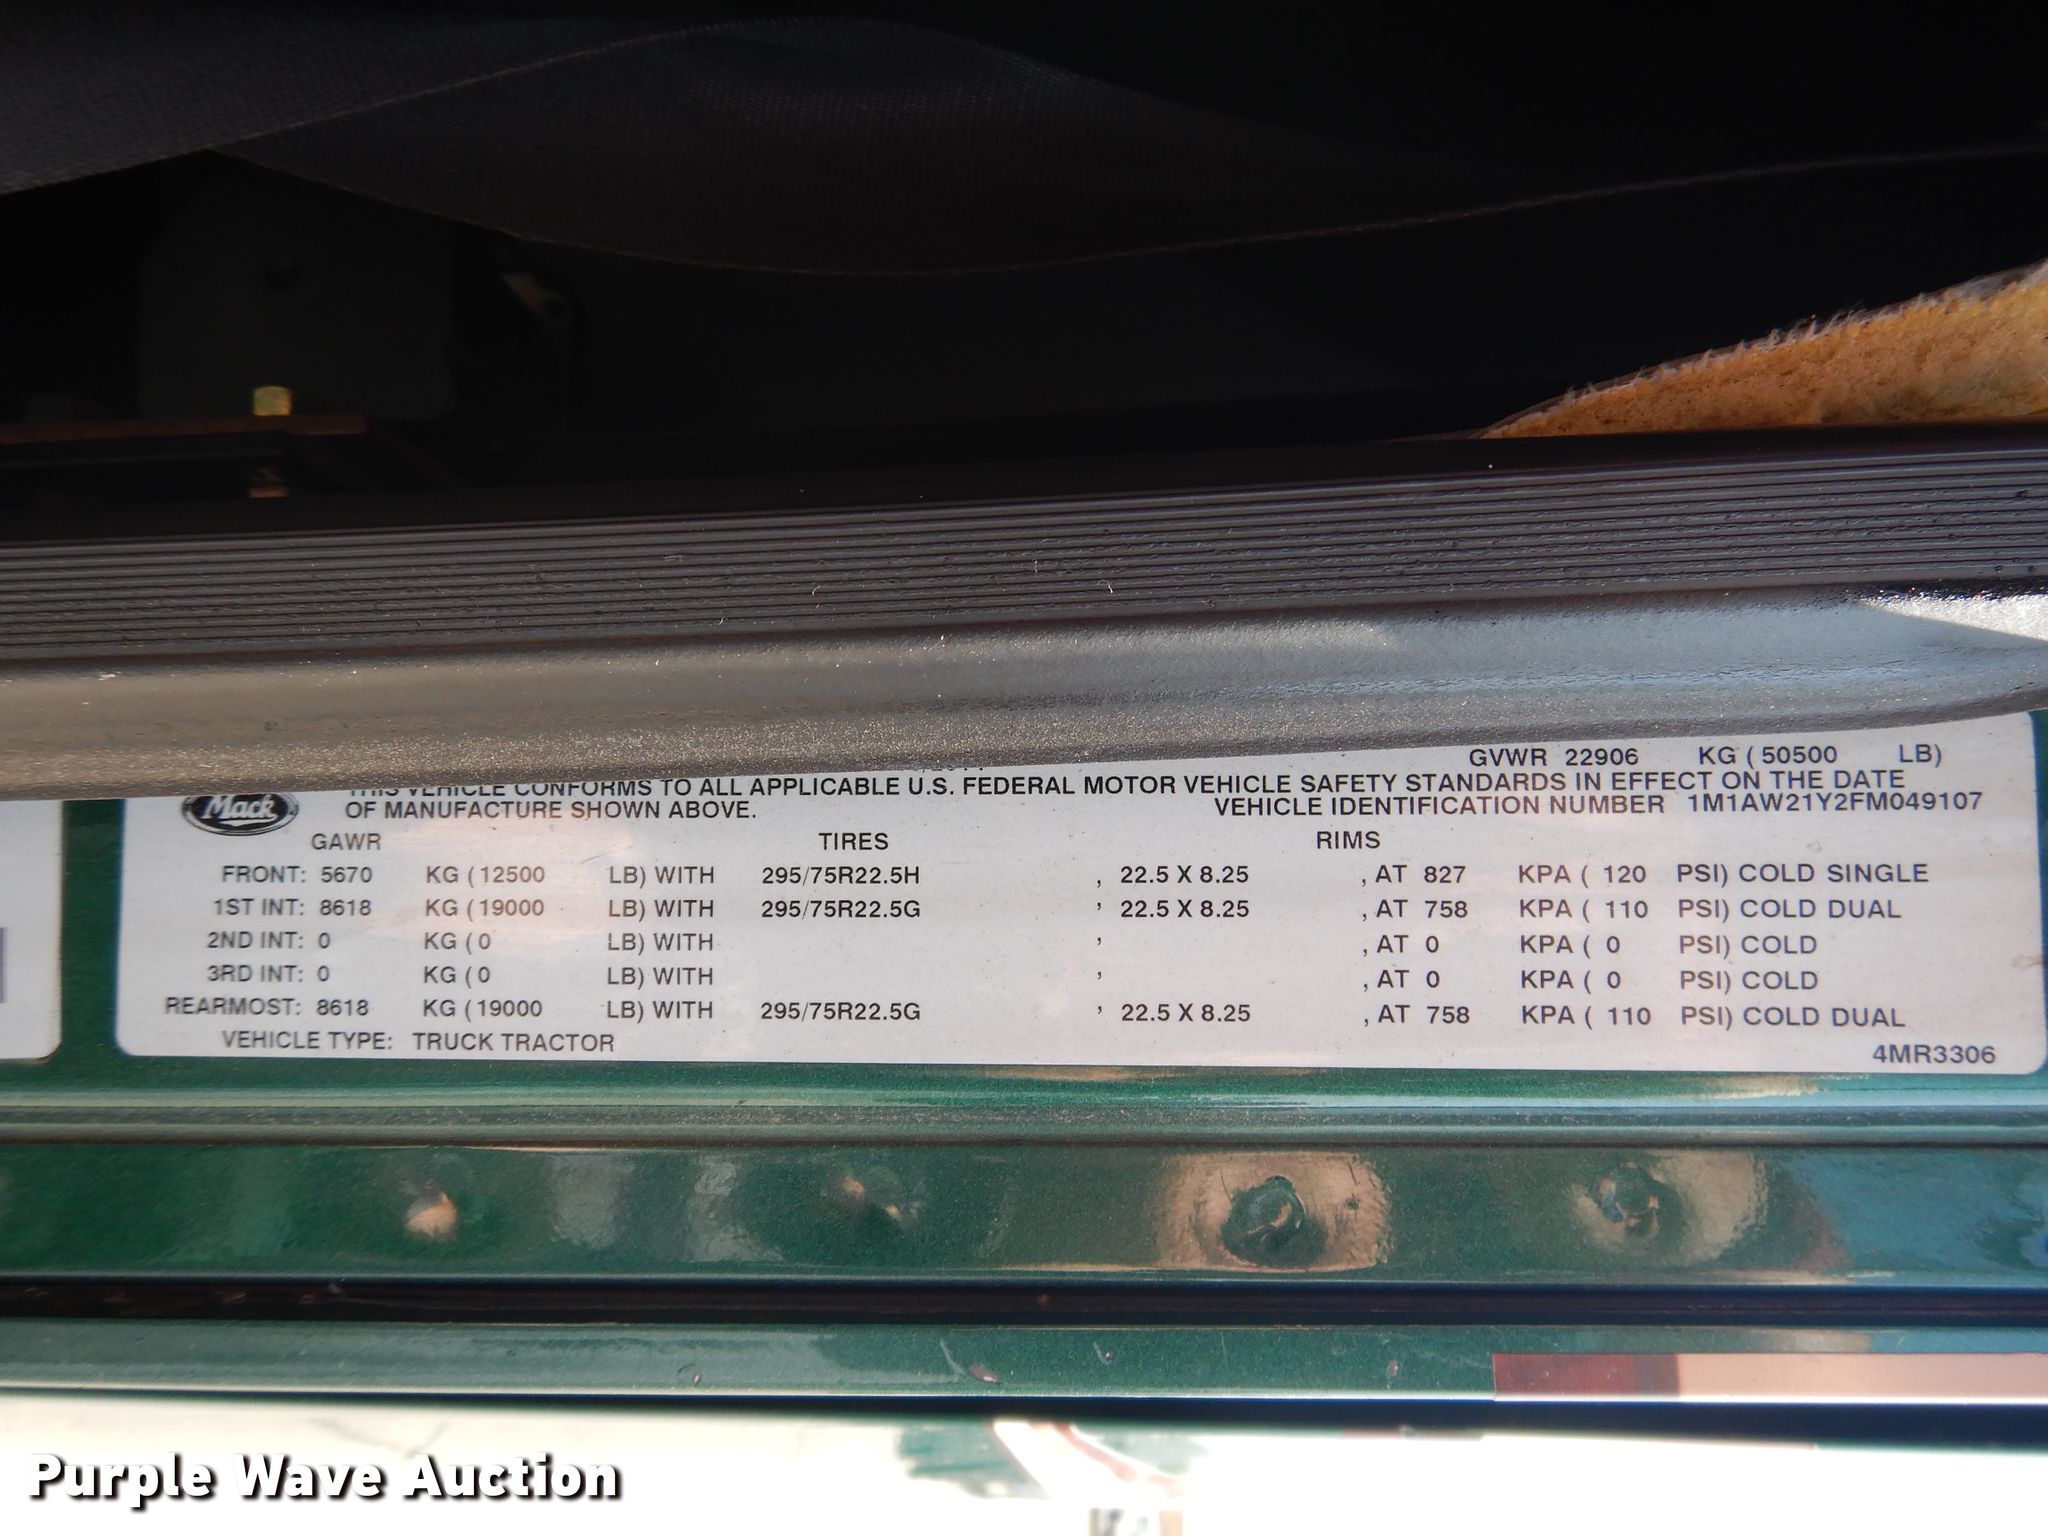 GVWR 22906 KG ( 50500 LB)
THIS VEHICLE CONFORMS TO ALL APPLICABLE U.S. FEDERAL MOTOR VEHICLE SAFETY STANDARDS IN EFFECT ON THE DATE
OF MANUFACTURE SHOWN ABOVE. VEHICLE IDENTIFICATION NUMBER 1M1AW21Y2FM049107
Mack
GAWR TIRES RIMS
FRONT: 5670 KG ( 12500 LB) WITH 295/75R22.5H , 22.5 X 8.25 , AT 827 KPA ( 120 PSI) COLD SINGLE
1ST INT: 8618 KG ( 19000 LB) WITH 295/75R22.5G , 22.5 X 8.25 , AT 758 KPA ( 110 PSI) COLD DUAL
2ND INT: 0 KG ( 0 LB) WITH , , AT 0 KPA ( 0 PSI) COLD
3RD INT: 0 KG ( 0 LB) WITH , , AT 0 KPA ( 0 PSI) COLD
REARMOST: 8618 KG ( 19000 LB) WITH 295/75R22.5G , 22.5 X 8.25 , AT 758 KPA ( 110 PSI) COLD DUAL
VEHICLE TYPE: TRUCK TRACTOR
4MR3306
Purple Wave Auction